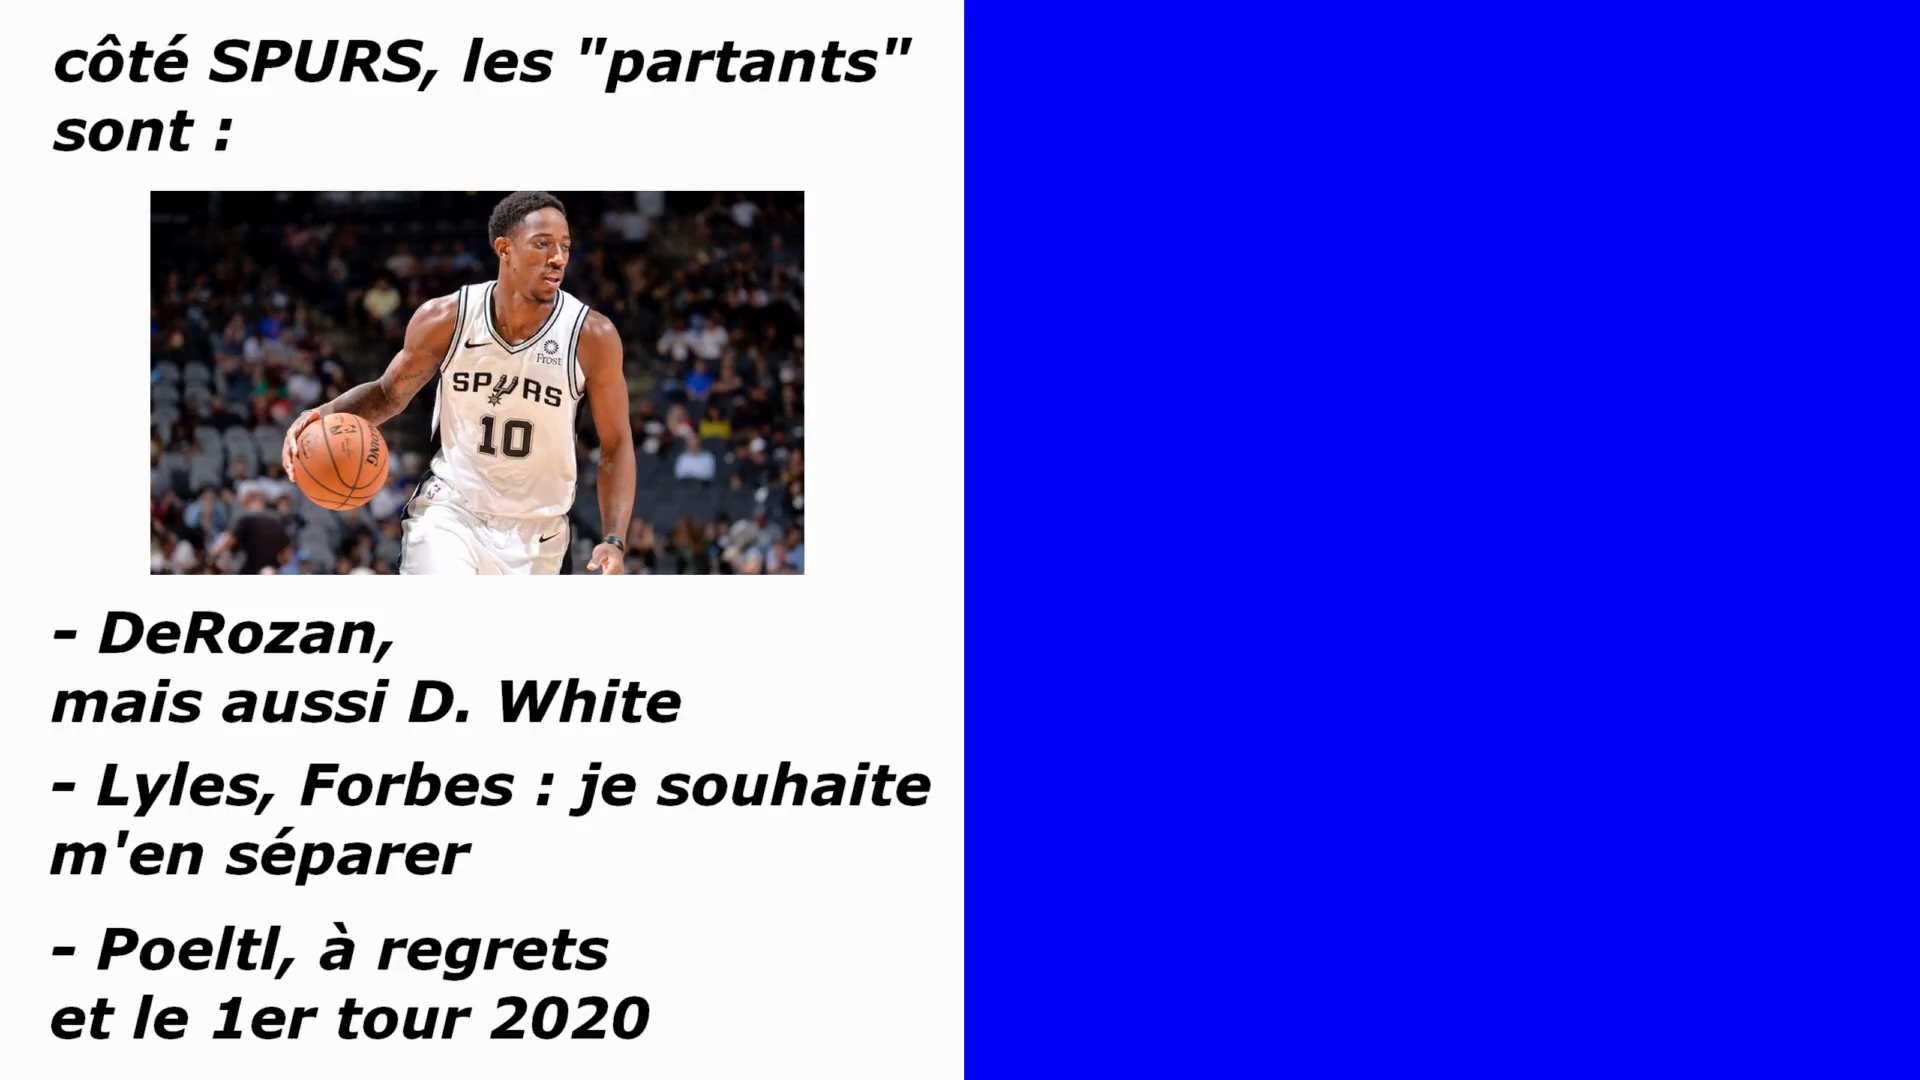 côté SPURS, les "partants"
sont :
Frost
SPURS
10
- DeRozan,
mais aussi D. White
- Lyles, Forbes : je souhaite
m'en séparer
- Poeltl, à regrets
et le 1er tour 2020